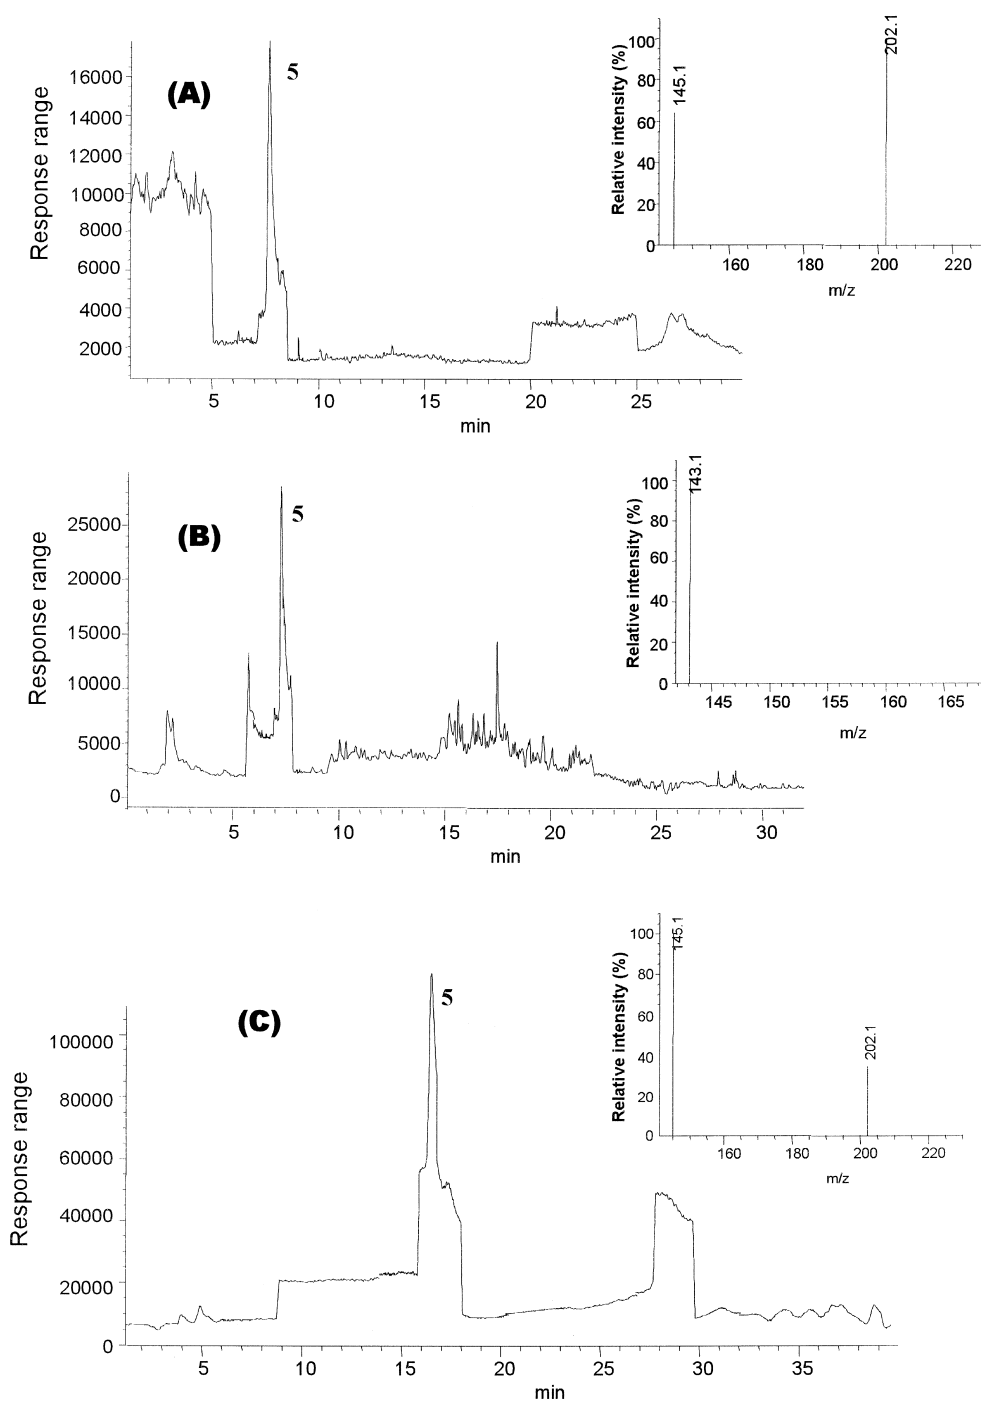 (A)
5
Response range
16000
14000
12000
10000
8000
6000
4000
2000
5 10 15 20 25
min
Relative intensity (%)
100
80
60
40
20
0
145.1
202.1
160 180 200 220
m/z
(B)
5
Response range
25000
20000
15000
10000
5000
0
5 10 15 20 25 30
min
Relative intensity (%)
100
80
60
40
20
0
143.1
145 150 155 160 165
m/z
(C)
5
Response range
100000
80000
60000
40000
20000
0
5 10 15 20 25 30 35
min
Relative intensity (%)
100
80
60
40
20
0
145.1
202.1
160 180 200 220
m/z